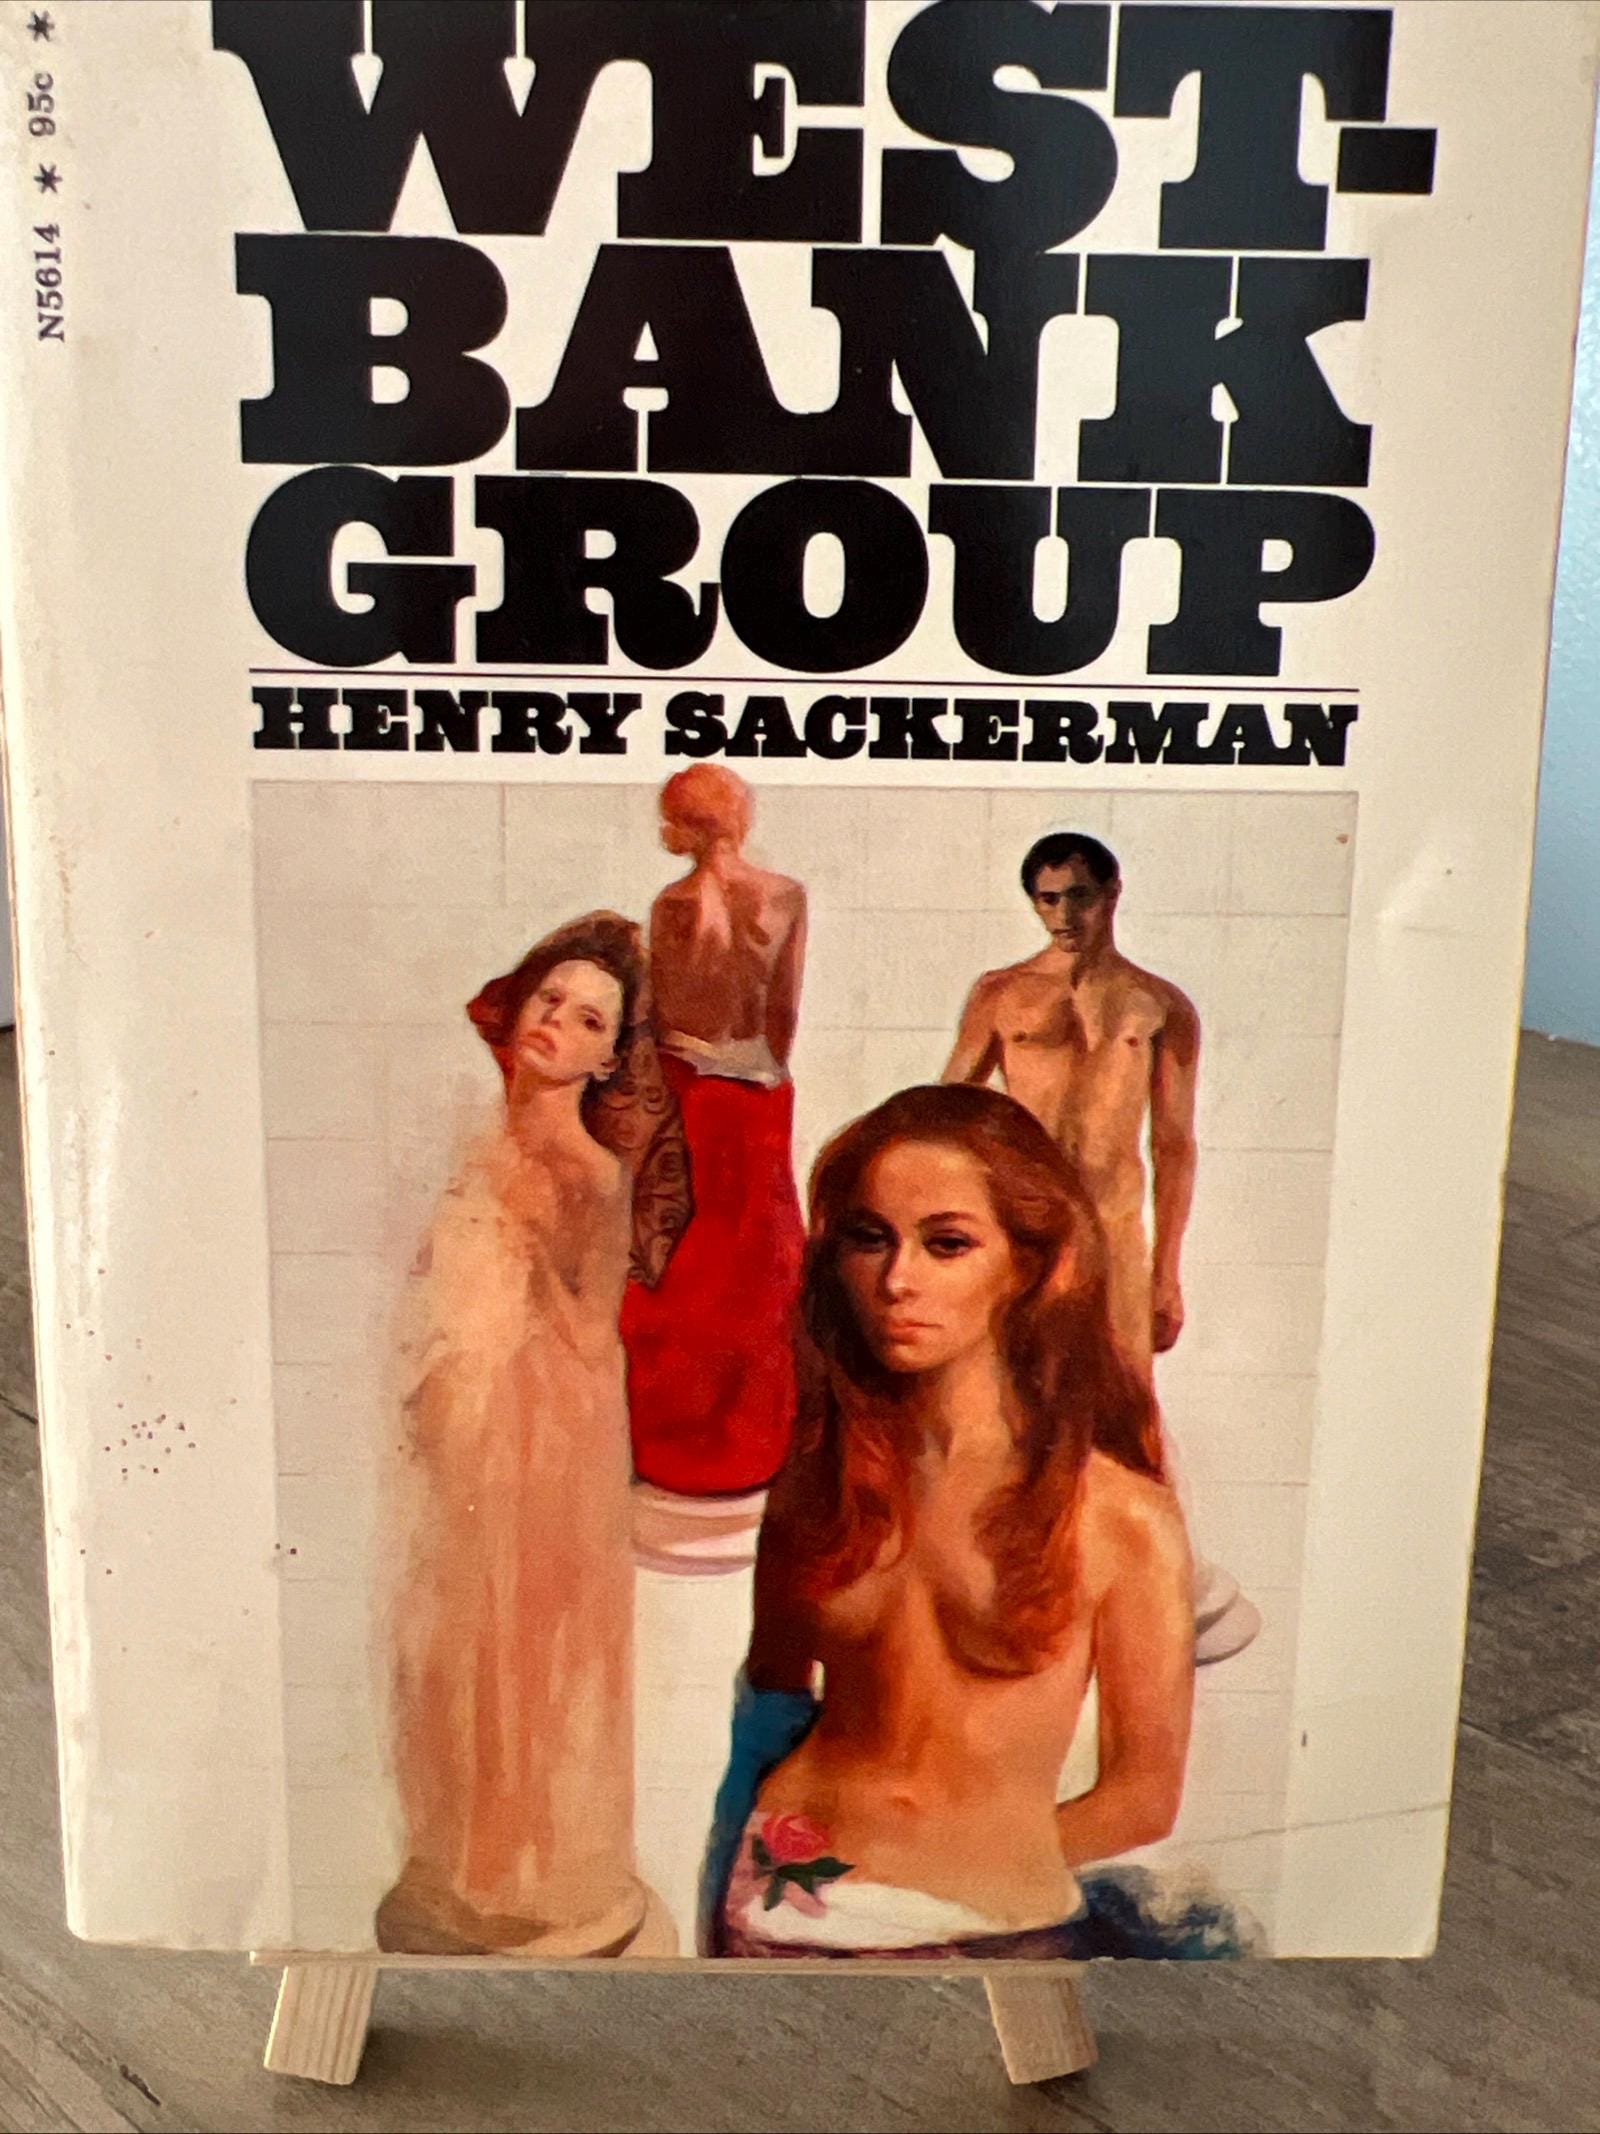 N5614 * 95c *
WEST-
BANK
GROUP
HENRY SACKERMAN